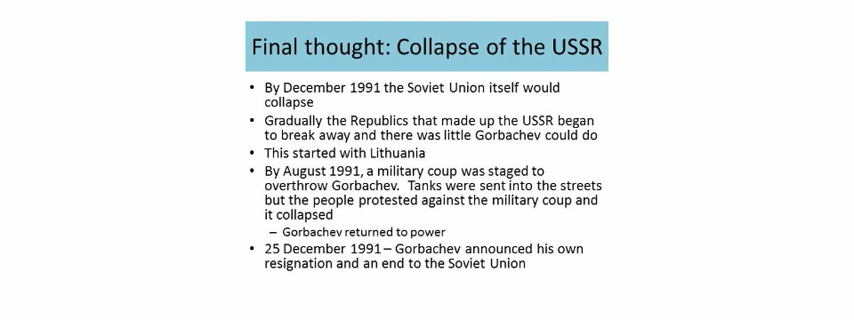 Final thought: Collapse of the USSR
• By December 1991 the Soviet Union itself would
collapse
• Gradually the Republics that made up the USSR began
to break away and there was little Gorbachev could do
• This started with Lithuania
• By August 1991, a military coup was staged to
overthrow Gorbachev. Tanks were sent into the streets
but the people protested against the military coup and
it collapsed
– Gorbachev returned to power
• 25 December 1991 – Gorbachev announced his own
resignation and an end to the Soviet Union